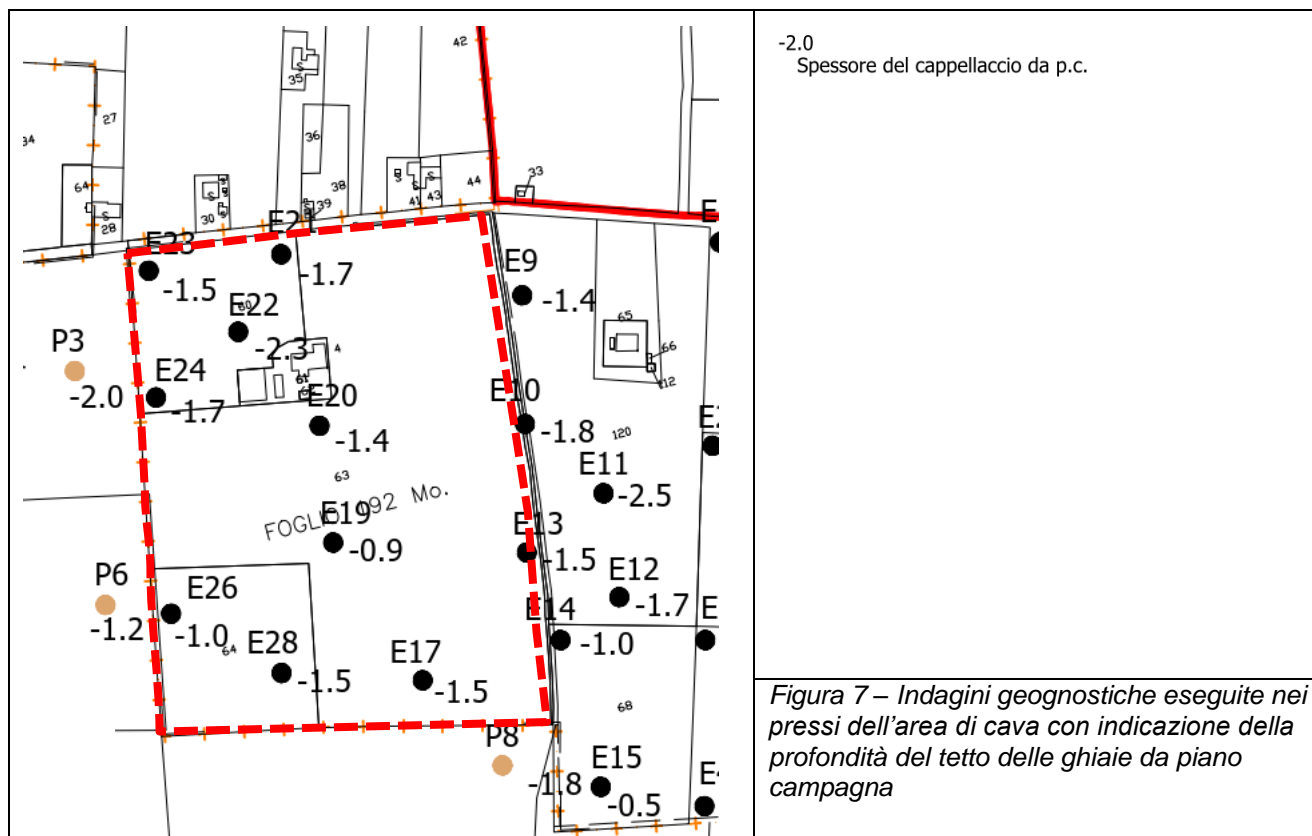 42
35
S
27
36
34
64
S
28
S
30
S
39
38
S
41
S
43
44
33
E23
-1.5
E21
-1.7
E9
-1.4
E22
-2.3
P3
-2.0
E24
-1.7
4
61
E20
-1.4
65
66
E10
-1.8
120
E11
-2.5
63
FOGLIO 192 Mo.
E19
-0.9
E13
-1.5
E12
-1.7
P6
-1.2
E26
-1.0
64
E28
-1.5
E17
-1.5
E14
-1.0
68
P8
-1.8
E15
-0.5
-2.0
Spessore del cappellaccio da p.c.
Figura 7 – Indagini geognostiche eseguite nei
pressi dell'area di cava con indicazione della
profondità del tetto delle ghiaie da piano
campagna